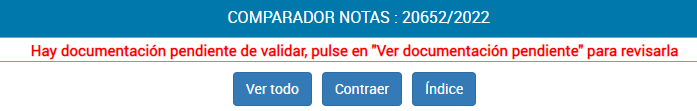 COMPARADOR NOTAS : 20652/2022
Hay documentación pendiente de validar, pulse en "Ver documentación pendiente" para revisarla
Ver todo Contraer Índice